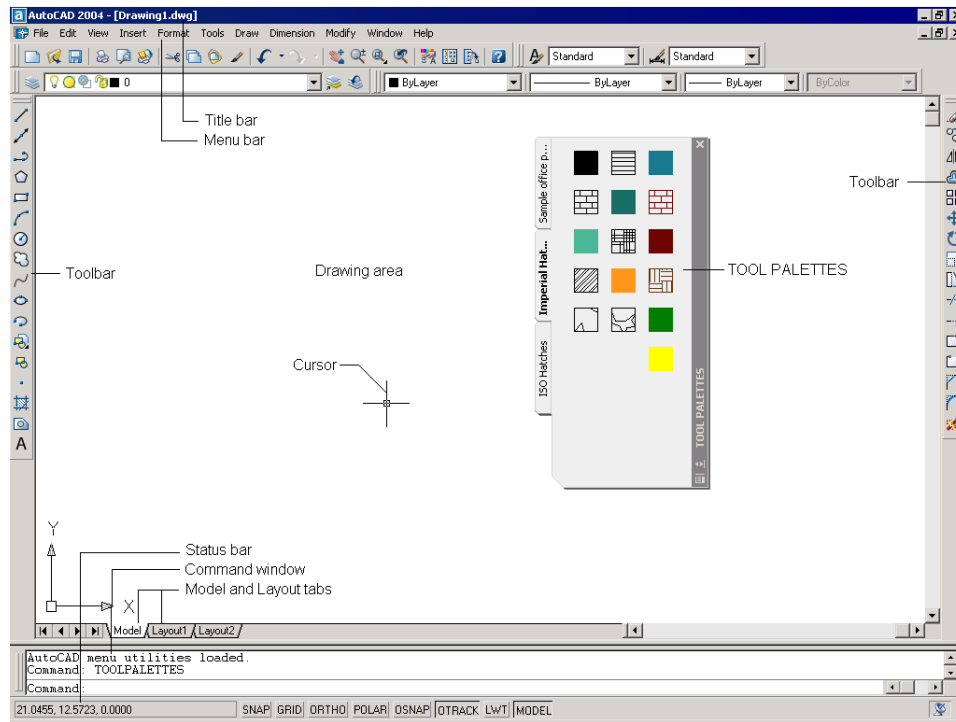 AutoCAD 2004 - [Drawing1.dwg]
File Edit View Insert Format Tools Draw Dimension Modify Window Help
Standard Standard
0 ByLayer ByLayer ByLayer ByColor
Title bar
Menu bar
Toolbar
Sample office p...
Imperial Hat...
ISO Hatches
TOOL PALETTES
TOOL PALETTES
Toolbar
Drawing area
Cursor
A
Y
X
Status bar
Command window
Model and Layout tabs
Model Layout1 Layout2
AutoCAD menu utilities loaded.
Command: TOOLPALETTES
Command:
21.0455, 12.5723, 0.0000 SNAP GRID ORTHO POLAR OSNAP OTRACK LWT MODEL